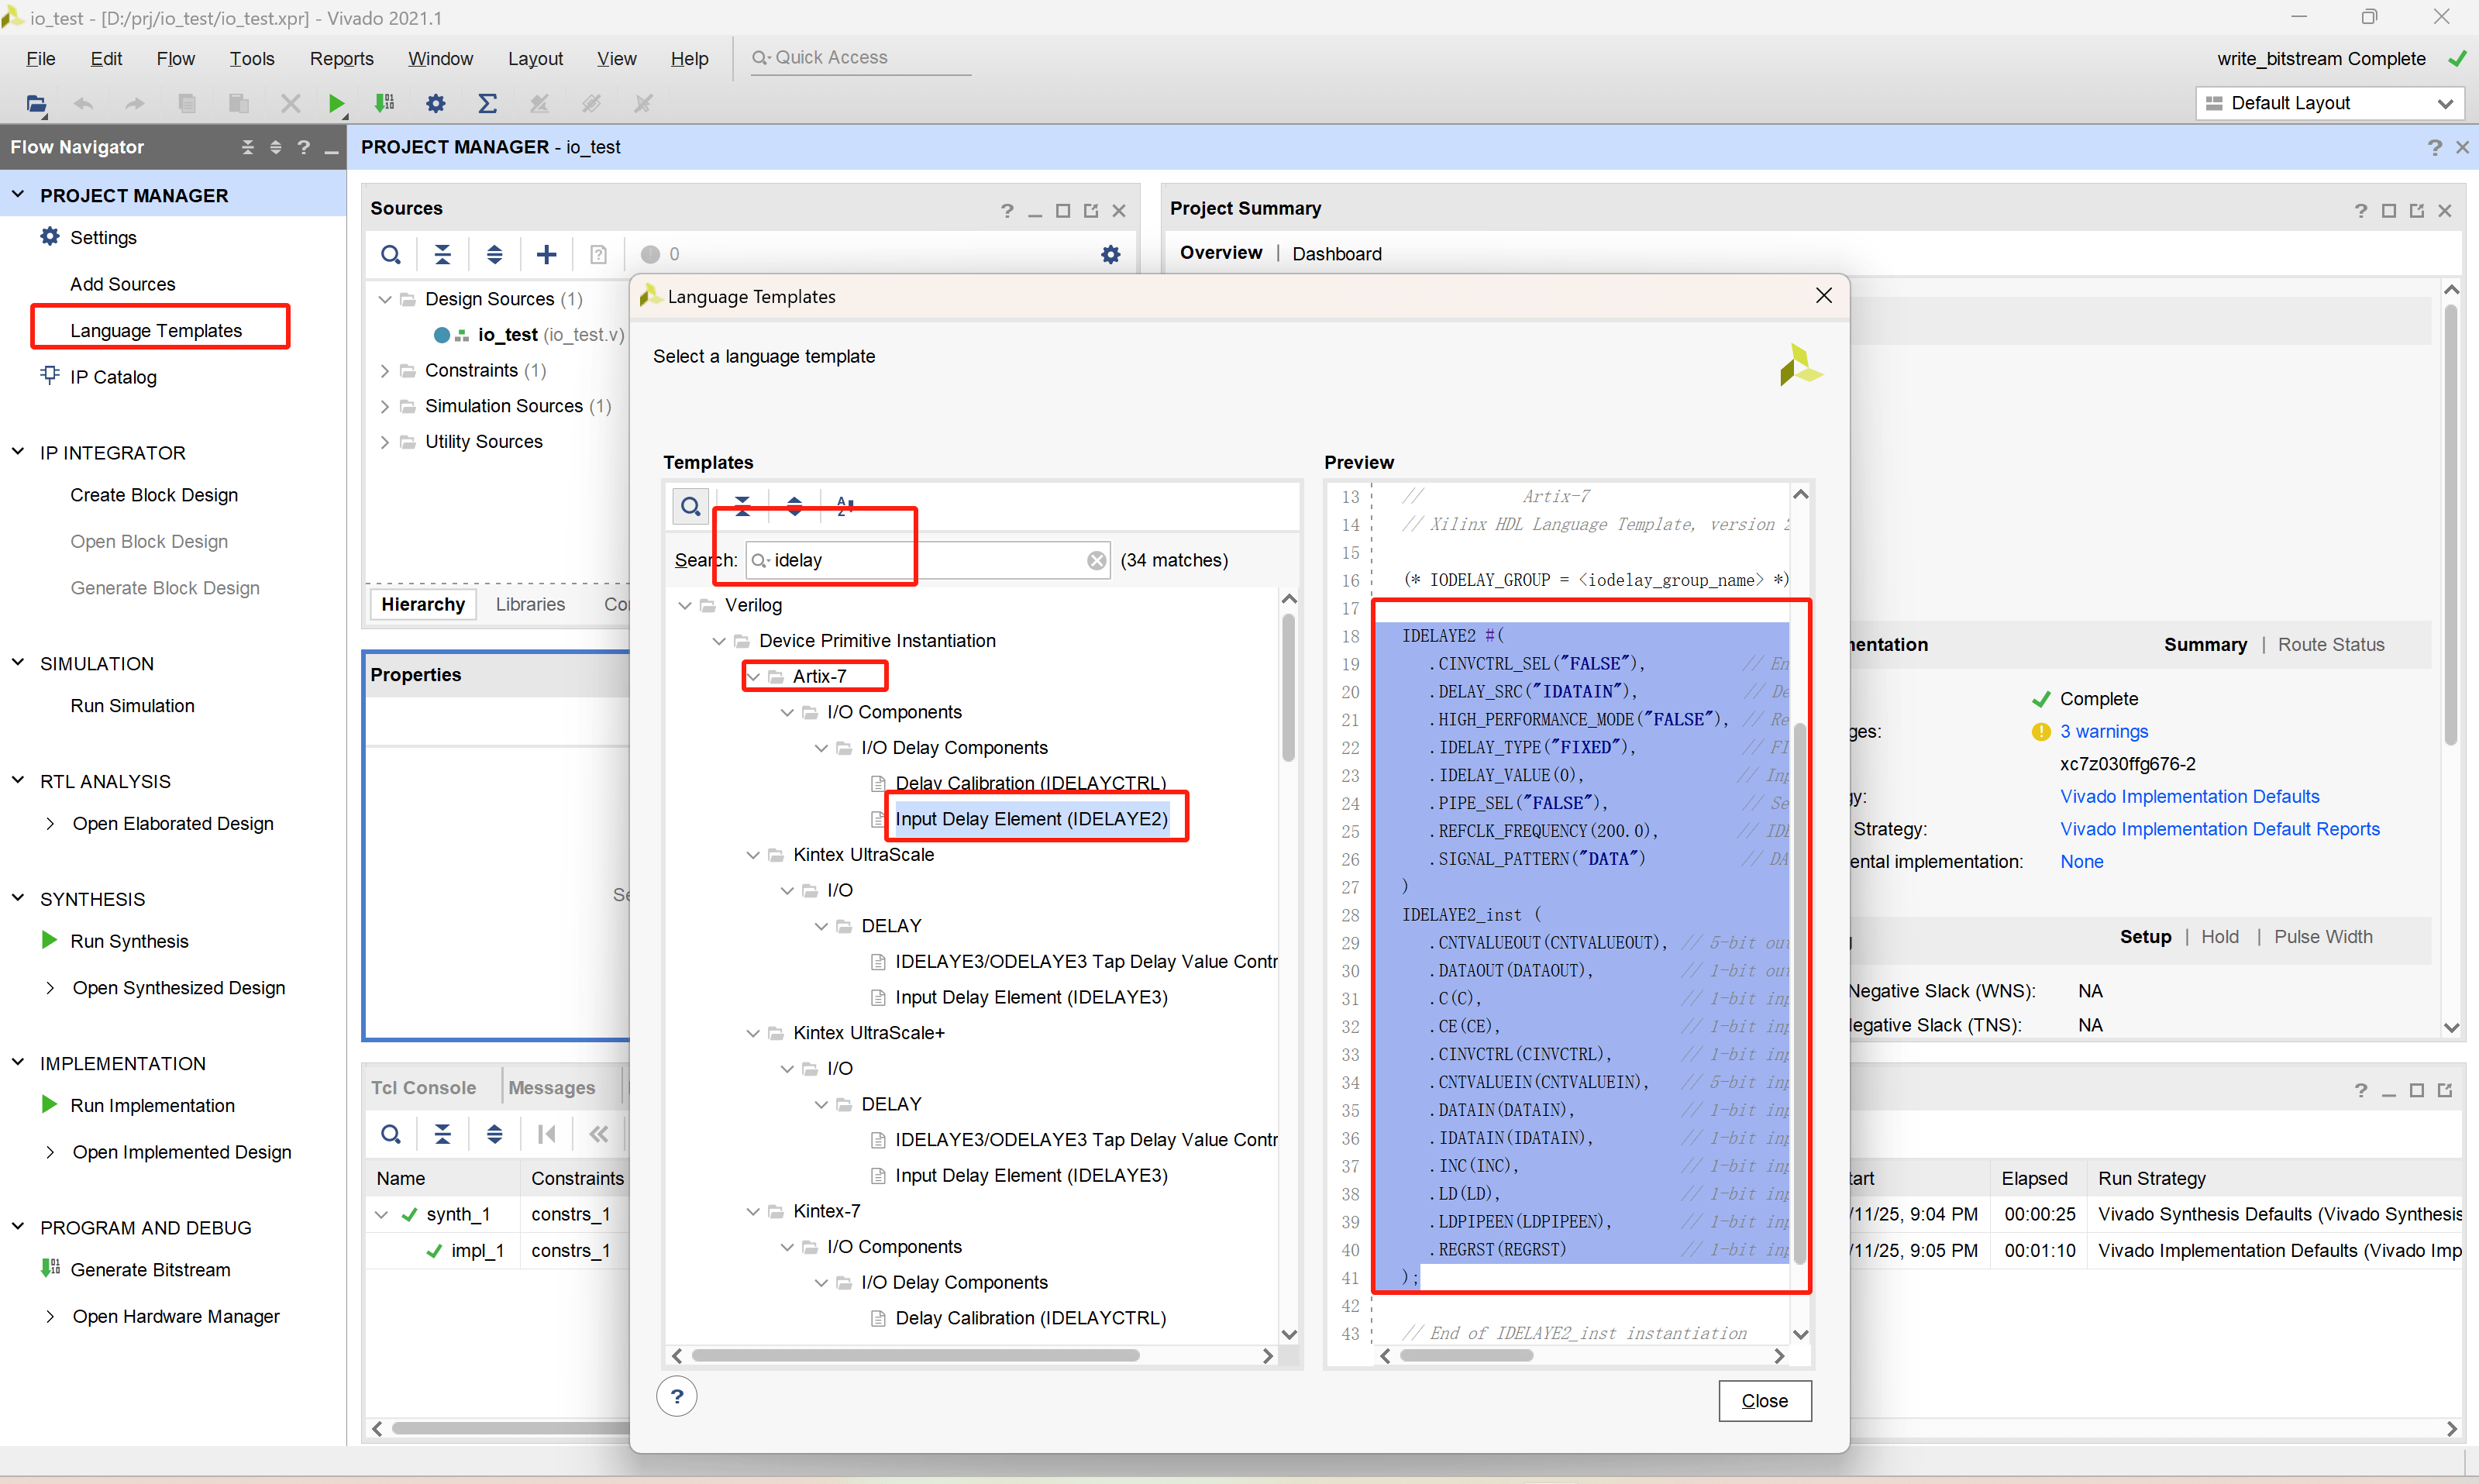 io_test - [D:/prj/io_test/io_test.xpr] - Vivado 2021.1
File Edit Flow Tools Reports Window Layout View Help Quick Access
write_bitstream Complete
Default Layout
Flow Navigator
PROJECT MANAGER - io_test
PROJECT MANAGER
Settings
Add Sources
Language Templates
IP Catalog
IP INTEGRATOR
Create Block Design
Open Block Design
Generate Block Design
SIMULATION
Run Simulation
RTL ANALYSIS
Open Elaborated Design
SYNTHESIS
Run Synthesis
Open Synthesized Design
IMPLEMENTATION
Run Implementation
Open Implemented Design
PROGRAM AND DEBUG
Generate Bitstream
Open Hardware Manager
Sources
0
Design Sources (1)
io_test (io_test.v)
Constraints (1)
Simulation Sources (1)
Utility Sources
Hierarchy Libraries Co
Properties
Se
Tcl Console Messages
Name Constraints
synth_1 constrs_1
impl_1 constrs_1
Project Summary
Overview | Dashboard
Language Templates
Select a language template
Templates
Search: idelay (34 matches)
Verilog
Device Primitive Instantiation
Artix-7
I/O Components
I/O Delay Components
Delay Calibration (IDELAYCTRL)
Input Delay Element (IDELAYE2)
Kintex UltraScale
I/O
DELAY
IDELAYE3/ODELAYE3 Tap Delay Value Contr
Input Delay Element (IDELAYE3)
Kintex UltraScale+
I/O
DELAY
IDELAYE3/ODELAYE3 Tap Delay Value Contr
Input Delay Element (IDELAYE3)
Kintex-7
I/O Components
I/O Delay Components
Delay Calibration (IDELAYCTRL)
Preview
13 // Artix-7
14 // Xilinx HDL Language Template, version 2
15
16 (* IODELAY_GROUP = <iodelay_group_name> *)
17
18 IDELAYE2 #(
19 .CINVCTRL_SEL("FALSE"), // En
20 .DELAY_SRC("IDATAIN"), // De
21 .HIGH_PERFORMANCE_MODE("FALSE"), // Re
22 .IDELAY_TYPE("FIXED"), // FI
23 .IDELAY_VALUE(0), // Inp
24 .PIPE_SEL("FALSE"), // Se
25 .REFCLK_FREQUENCY(200.0), // IDE
26 .SIGNAL_PATTERN("DATA") // DA
27 )
28 IDELAYE2_inst (
29 .CNTVALUEOUT(CNTVALUEOUT), // 5-bit out
30 .DATAOUT(DATAOUT), // 1-bit out
31 .C(C), // 1-bit inp
32 .CE(CE), // 1-bit inp
33 .CINVCTRL(CINVCTRL), // 1-bit inp
34 .CNTVALUEIN(CNTVALUEIN), // 5-bit inp
35 .DATAIN(DATAIN), // 1-bit inp
36 .IDATAIN(IDATAIN), // 1-bit inp
37 .INC(INC), // 1-bit inp
38 .LD(LD), // 1-bit inp
39 .LDPIPEEN(LDPIPEEN), // 1-bit inp
40 .REGRST(REGRST) // 1-bit inp
41 );
42
43 // End of IDELAYE2_inst instantiation
Close
entation Summary | Route Status
Complete
ges: 3 warnings
xc7z030ffg676-2
gy: Vivado Implementation Defaults
Strategy: Vivado Implementation Default Reports
ental implementation: None
Setup | Hold | Pulse Width
Negative Slack (WNS): NA
egative Slack (TNS): NA
tart Elapsed Run Strategy
/11/25, 9:04 PM 00:00:25 Vivado Synthesis Defaults (Vivado Synthesis
/11/25, 9:05 PM 00:01:10 Vivado Implementation Defaults (Vivado Imp